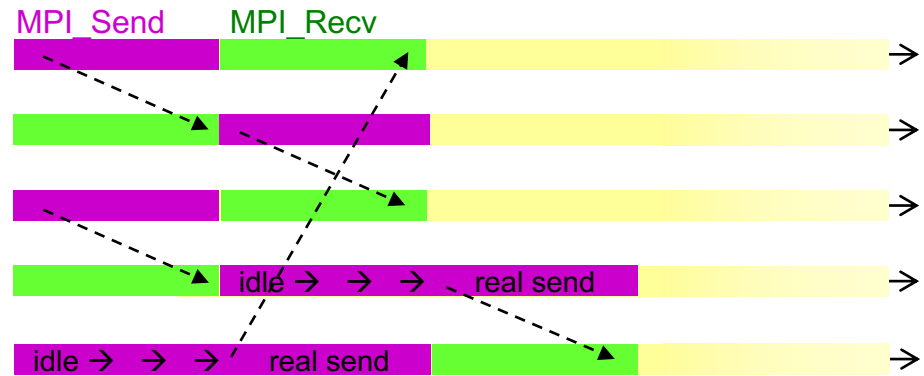 MPI_Send MPI_Recv
idle → → → real send
idle → → → real send